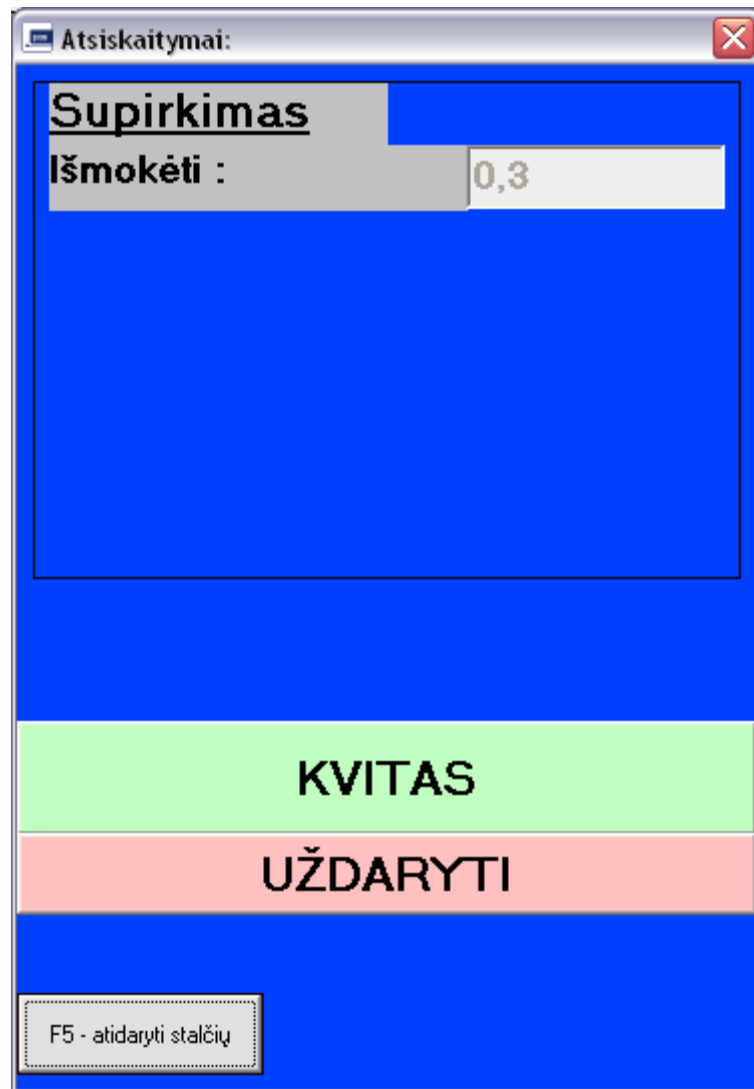 Atsiskaitymai:
Supirkimas
Išmokėti :
0,3
KVITAS
UŽDARYTI
F5 - atidaryti stalčių